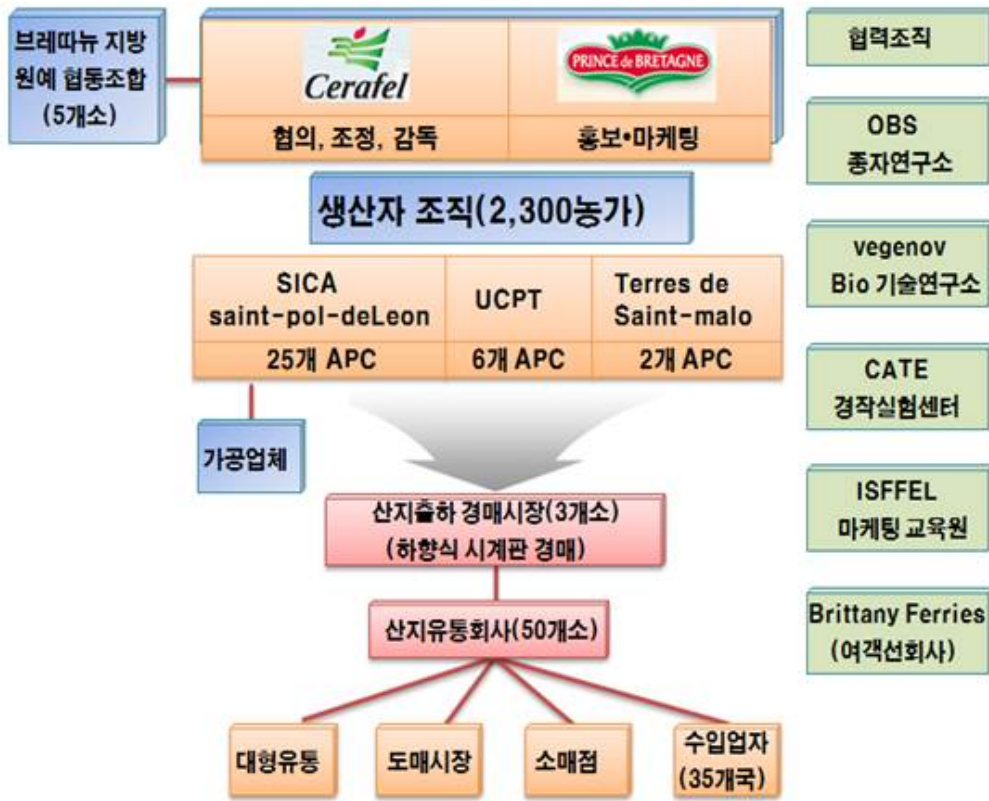 브레따뉴 지방
원예 협동조합
(5개소)
Cerafel
PRINCE de BRETAGNE
협의, 조정, 감독
홍보•마케팅
생산자 조직(2,300농가)
SICA
saint-pol-deLeon
UCPT
Terres de
Saint-malo
25개 APC
6개 APC
2개 APC
가공업체
산지출하 경매시장(3개소)
(하향식 시계판 경매)
산지유통회사(50개소)
대형유통
도매시장
소매점
수입업자
(35개국)
협력조직
OBS
종자연구소
vegenov
Bio 기술연구소
CATE
경작실험센터
ISFFEL
마케팅 교육원
Brittany Ferries
(여객선회사)